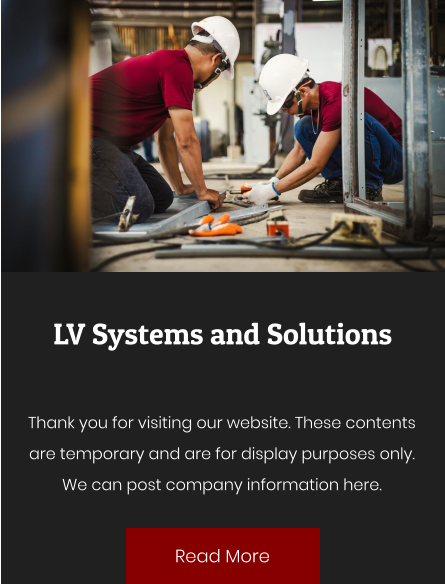 LV Systems and Solutions
Thank you for visiting our website. These contents
are temporary and are for display purposes only.
We can post company information here.
Read More